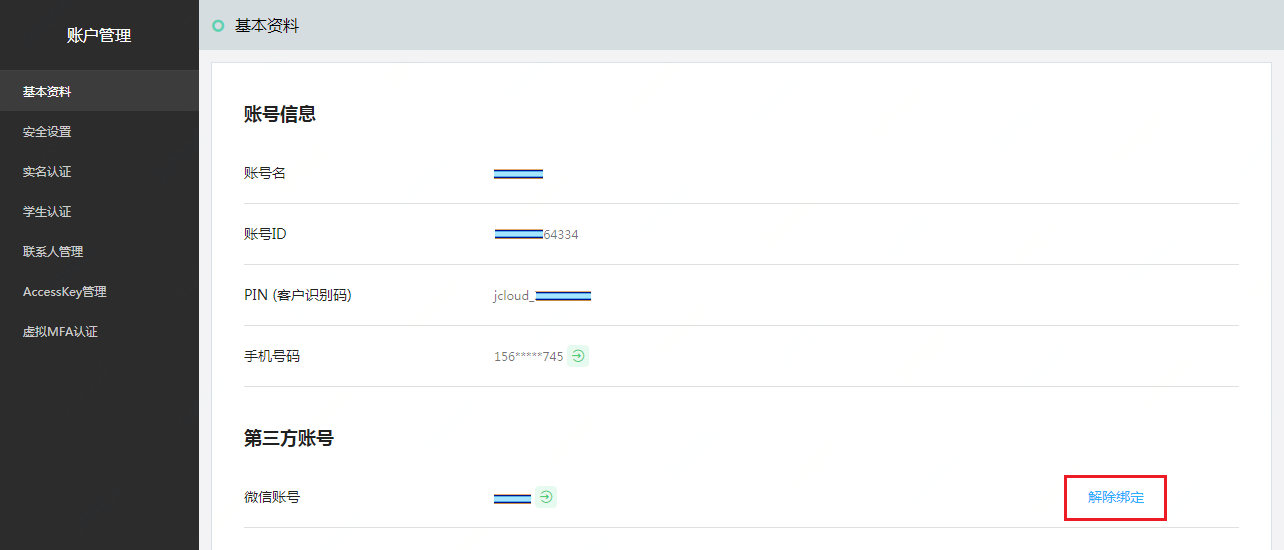 账户管理
基本资料
安全设置
实名认证
学生认证
联系人管理
AccessKey管理
虚拟MFA认证
基本资料
账号信息
账号名
账号ID 64334
PIN (客户识别码) jcloud_
手机号码 156*****745
第三方账号
微信账号 解除绑定